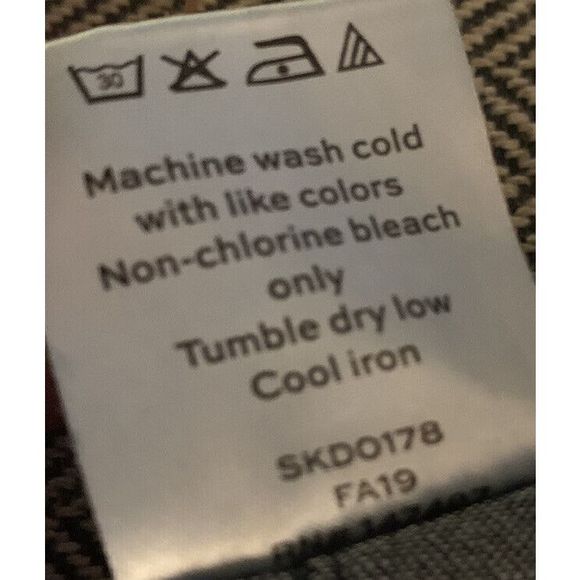 30
Machine wash cold
with like colors
Non-chlorine bleach
only
Tumble dry low
Cool iron
SKD0178
FA19